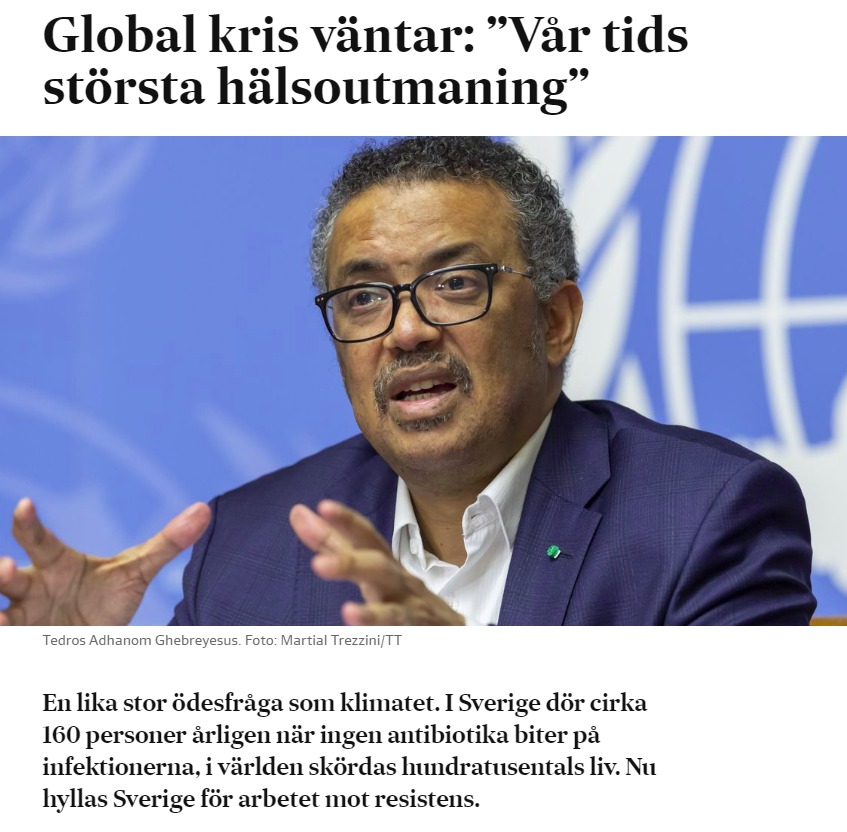 Global kris väntar: ”Vår tids
största hälsoutmaning”
Tedros Adhanom Ghebreyesus. Foto: Martial Trezzini/TT
En lika stor ödesfråga som klimatet. I Sverige dör cirka
160 personer årligen när ingen antibiotika biter på
infektionerna, i världen skördas hundratusentals liv. Nu
hyllas Sverige för arbetet mot resistens.